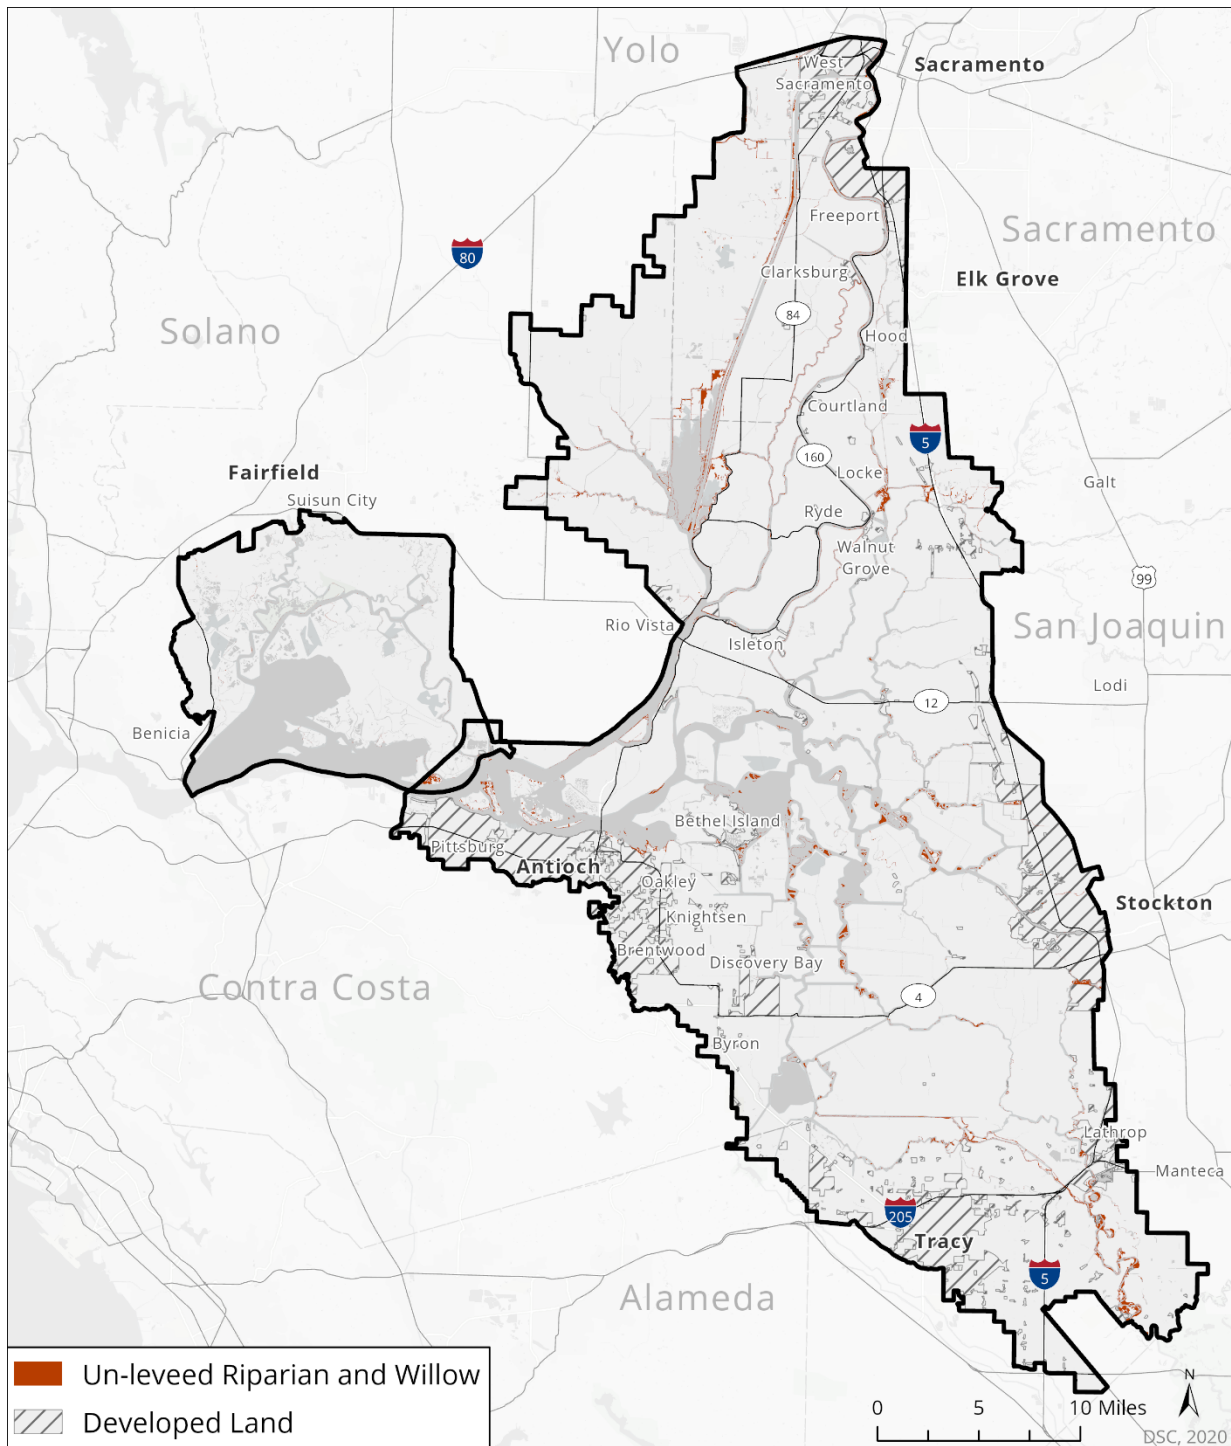 Yolo
West
Sacramento
Sacramento
Freeport
Sacramento
80
Clarksburg
Elk Grove
84
Solano
Hood
Courtland
5
160
Fairfield
Locke
Suisun City
Galt
Ryde
Walnut
Grove
99
Rio Vista
San Joaquin
Isleton
Lodi
12
Benicia
Bethel Island
Pittsburg
Antioch
Oakley
Stockton
Knightsen
Brentwood
Discovery Bay
Contra Costa
4
Byron
Lathrop
Manteca
205
Tracy
5
Alameda
Un-leveed Riparian and Willow
Developed Land
N
0 5 10 Miles
DSC, 2020